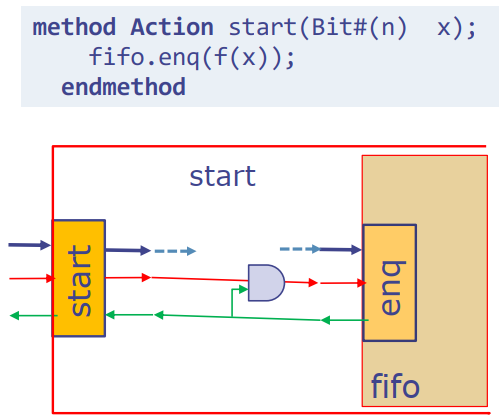 method Action start(Bit#(n) x);
fifo.enq(f(x));
endmethod
start
start
enq
fifo